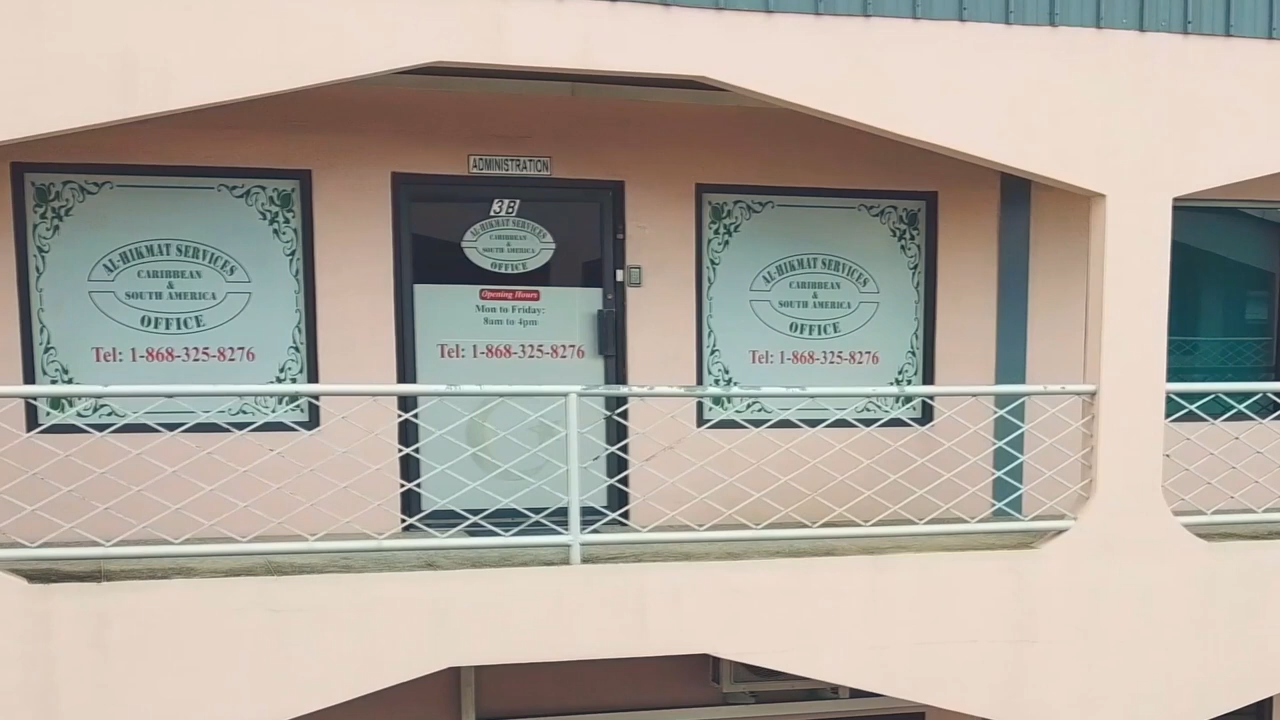 ADMINISTRATION
AL-HIKMAT SERVICES
CARIBBEAN
&
SOUTH AMERICA
OFFICE
Tel: 1-868-325-8276
3B
AL-HIKMAT SERVICES
CARIBBEAN
&
SOUTH AMERICA
OFFICE
Opening Hours
Mon to Friday:
8am to 4pm
Tel: 1-868-325-8276
AL-HIKMAT SERVICES
CARIBBEAN
&
SOUTH AMERICA
OFFICE
Tel: 1-868-325-8276